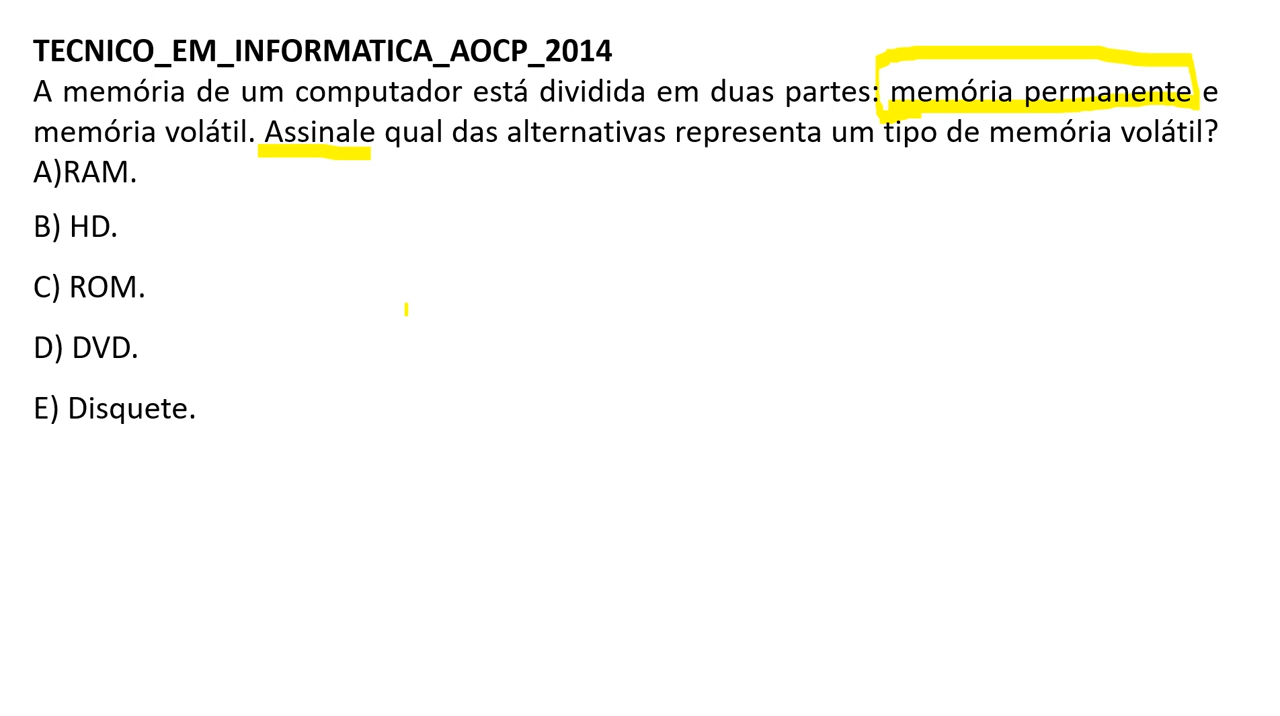 TECNICO_EM_INFORMATICA_AOCP_2014
A memória de um computador está dividida em duas partes: memória permanente e
memória volátil. Assinale qual das alternativas representa um tipo de memória volátil?
A)RAM.
B) HD.
C) ROM.
D) DVD.
E) Disquete.